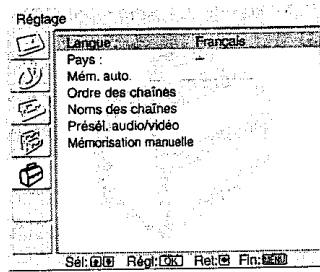 Réglage
Langue : Français
Pays : –
Mém. auto.
Ordre des chaînes
Noms des chaînes
Présél. audio/vidéo
Mémorisation manuelle
Sél: Régl: OK Ret: Fin: MENU